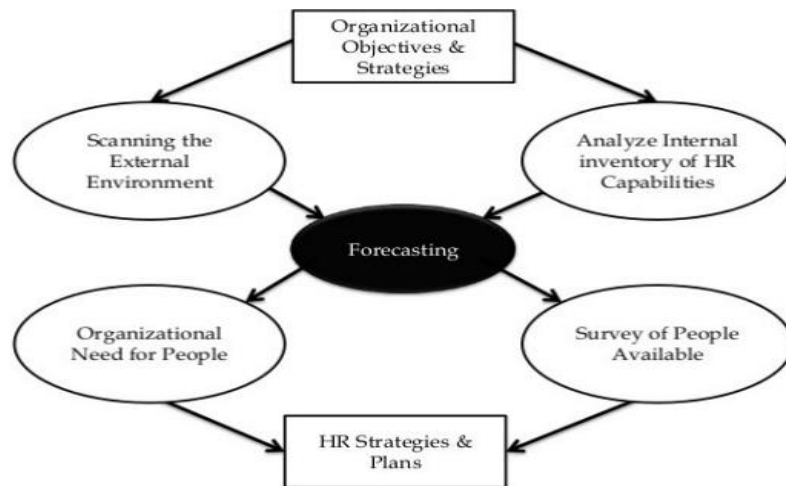 Organizational
Objectives &
Strategies
Scanning the
External
Environment
Analyze Internal
inventory of HR
Capabilities
Forecasting
Organizational
Need for People
Survey of People
Available
HR Strategies &
Plans